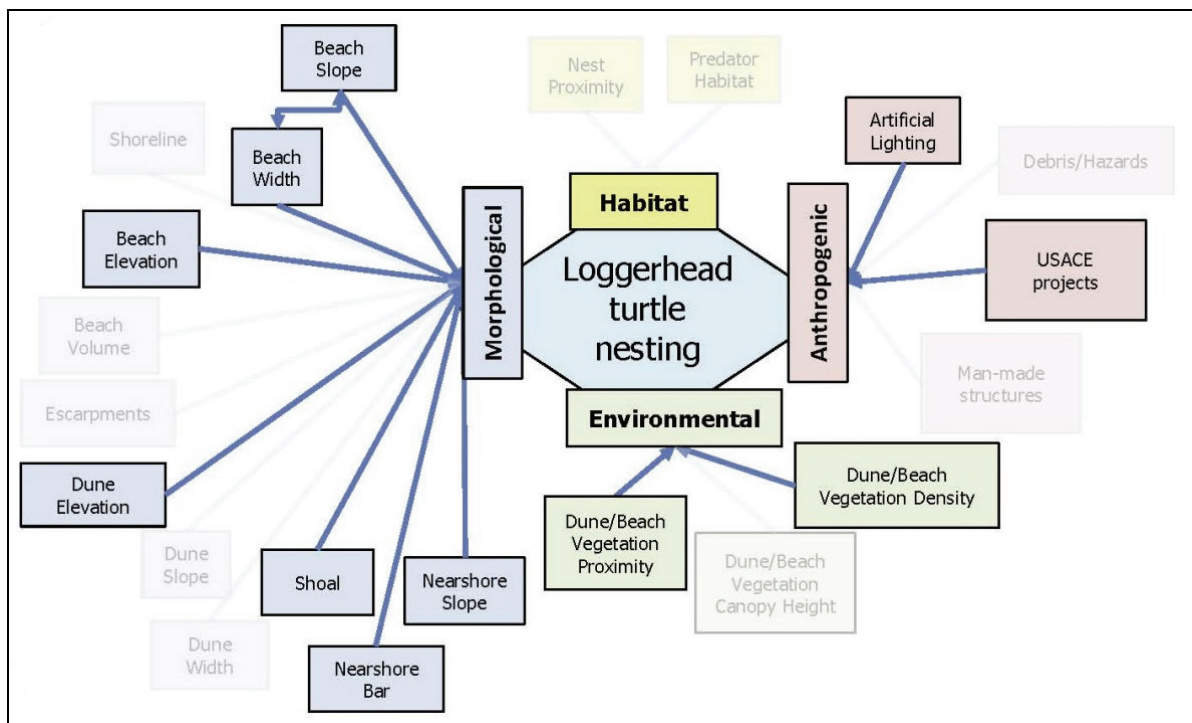 Beach
Slope
Nest
Proximity
Predator
Habitat
Shoreline
Beach
Width
Artificial
Lighting
Debris/Hazards
Habitat
Beach
Elevation
Morphological
Loggerhead
turtle
nesting
Anthropogenic
USACE
projects
Beach
Volume
Escarpments
Man-made
structures
Environmental
Dune
Elevation
Dune/Beach
Vegetation Density
Dune
Slope
Shoal
Nearshore
Slope
Dune/Beach
Vegetation
Proximity
Dune/Beach
Vegetation
Canopy Height
Dune
Width
Nearshore
Bar